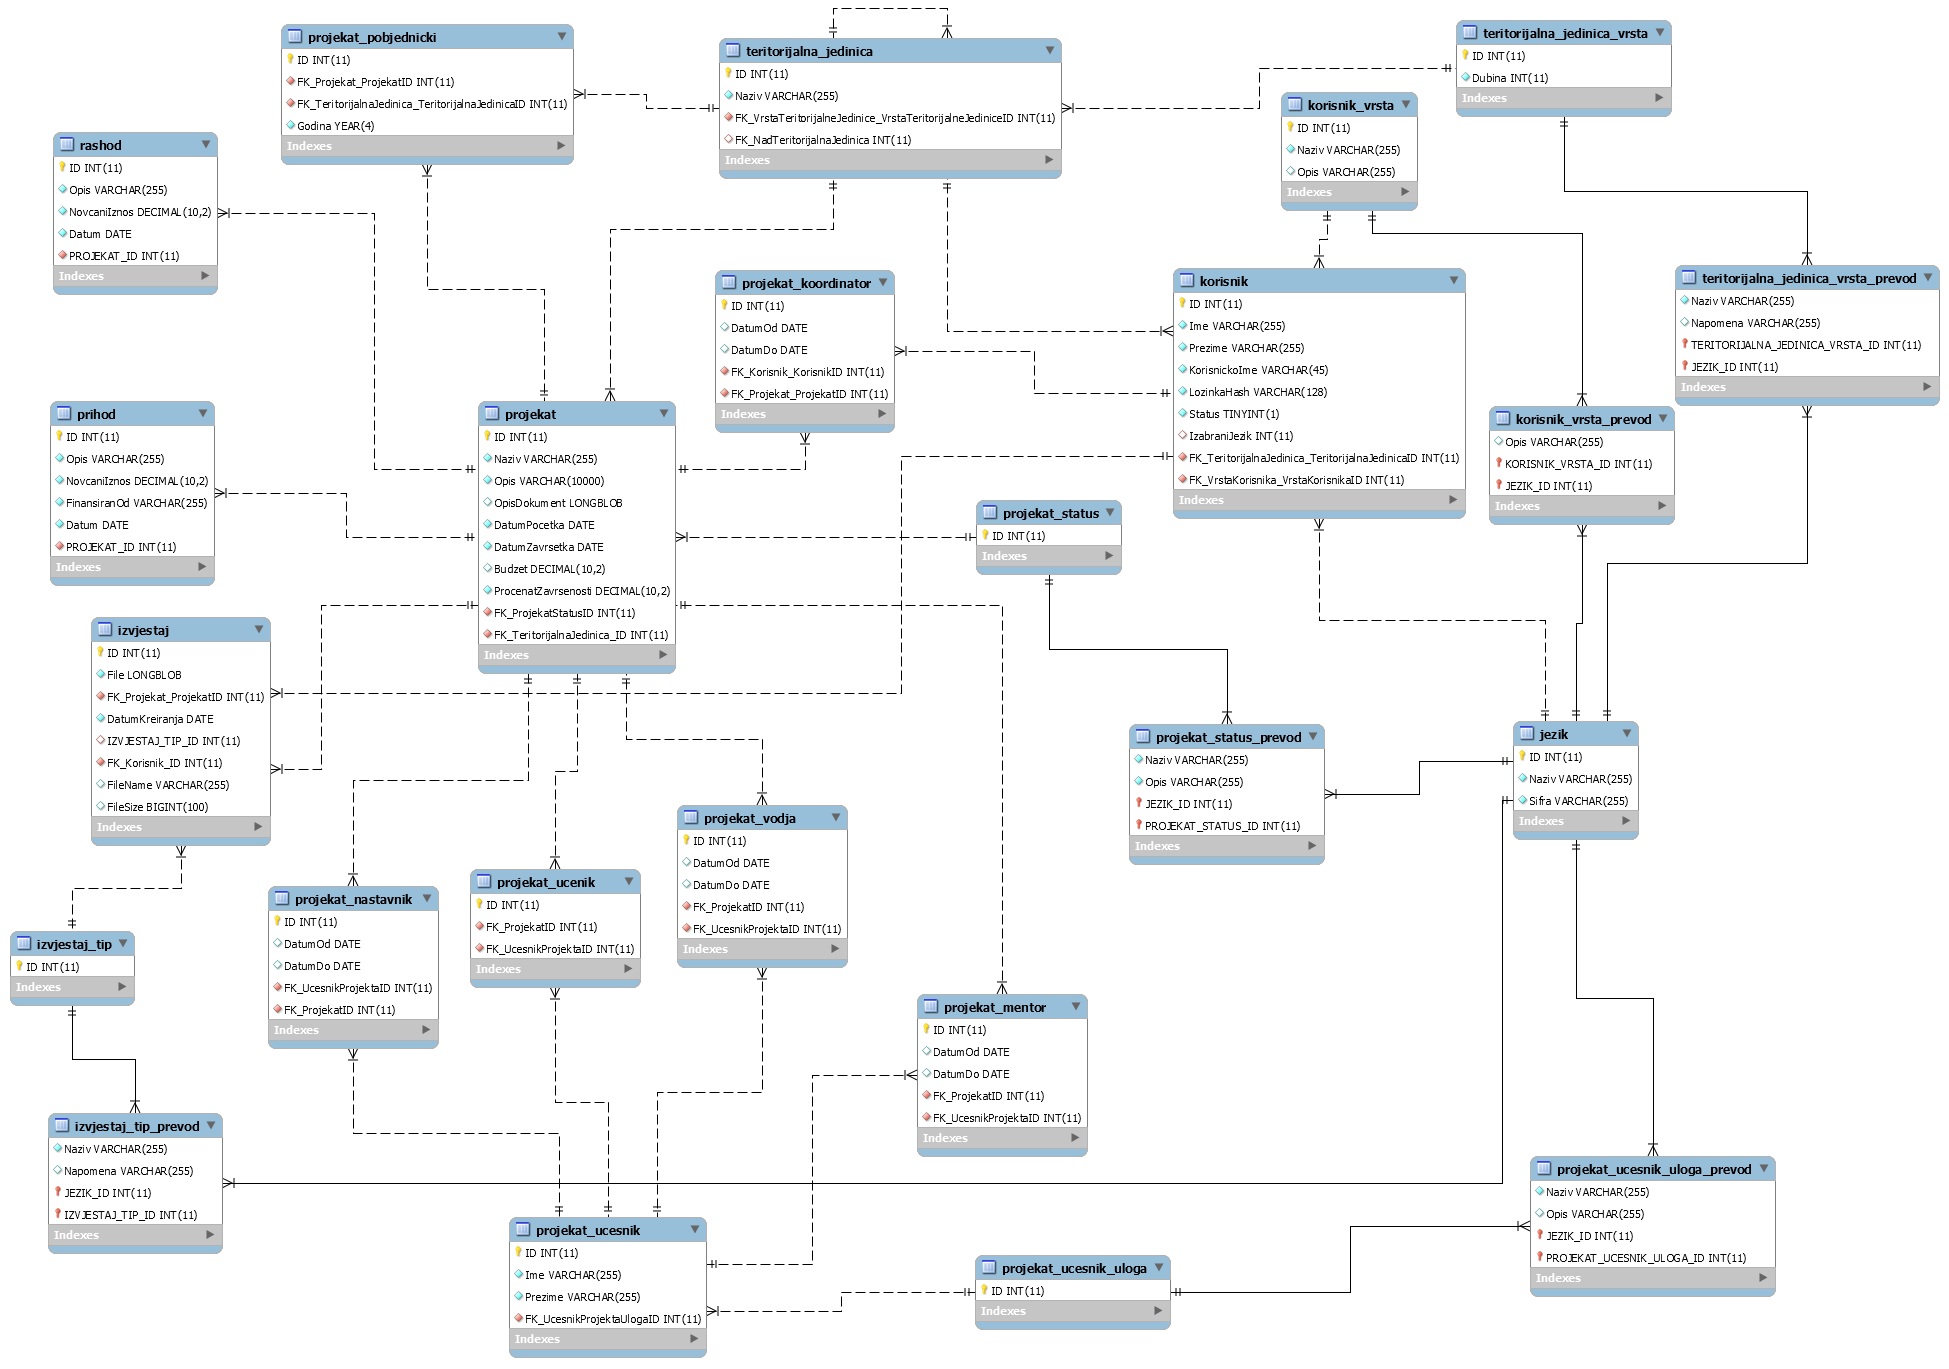 projekat_pobjednicki
ID INT(11)
FK_Projekat_ProjekatID INT(11)
FK_TeritorijalnaJedinica_TeritorijalnaJedinicaID INT(11)
Godina YEAR(4)
Indexes
teritorijalna_jedinica
ID INT(11)
Naziv VARCHAR(255)
FK_VrstaTeritorijalneJedinice_VrstaTeritorijalneJediniceID INT(11)
FK_NadTeritorijalnaJedinica INT(11)
Indexes
teritorijalna_jedinica_vrsta
ID INT(11)
Dubina INT(11)
Indexes
korisnik_vrsta
ID INT(11)
Naziv VARCHAR(255)
Opis VARCHAR(255)
Indexes
rashod
ID INT(11)
Opis VARCHAR(255)
NovcaniIznos DECIMAL(10,2)
Datum DATE
PROJEKAT_ID INT(11)
Indexes
projekat_koordinator
ID INT(11)
DatumOd DATE
DatumDo DATE
FK_Korisnik_KorisnikID INT(11)
FK_Projekat_ProjekatID INT(11)
Indexes
korisnik
ID INT(11)
Ime VARCHAR(255)
Prezime VARCHAR(255)
KorisnickoIme VARCHAR(45)
LozinkaHash VARCHAR(128)
Status TINYINT(1)
IzabraniJezik INT(11)
FK_TeritorijalnaJedinica_TeritorijalnaJedinicaID INT(11)
FK_VrstaKorisnika_VrstaKorisnikaID INT(11)
Indexes
teritorijalna_jedinica_vrsta_prevod
Naziv VARCHAR(255)
Napomena VARCHAR(255)
TERITORIJALNA_JEDINICA_VRSTA_ID INT(11)
JEZIK_ID INT(11)
Indexes
korisnik_vrsta_prevod
Opis VARCHAR(255)
KORISNIK_VRSTA_ID INT(11)
JEZIK_ID INT(11)
Indexes
prihod
ID INT(11)
Opis VARCHAR(255)
NovcaniIznos DECIMAL(10,2)
FinansiranOd VARCHAR(255)
Datum DATE
PROJEKAT_ID INT(11)
Indexes
projekat
ID INT(11)
Naziv VARCHAR(255)
Opis VARCHAR(10000)
OpisDokument LONGBLOB
DatumPocetka DATE
DatumZavrsetka DATE
Budzet DECIMAL(10,2)
ProcenatZavrsenosti DECIMAL(10,2)
FK_ProjekatStatusID INT(11)
FK_TeritorijalnaJedinica_ID INT(11)
Indexes
projekat_status
ID INT(11)
Indexes
izvjestaj
ID INT(11)
File LONGBLOB
FK_Projekat_ProjekatID INT(11)
DatumKreiranja DATE
IZVJESTAJ_TIP_ID INT(11)
FK_Korisnik_ID INT(11)
FileName VARCHAR(255)
FileSize BIGINT(100)
Indexes
projekat_status_prevod
Naziv VARCHAR(255)
Opis VARCHAR(255)
JEZIK_ID INT(11)
PROJEKAT_STATUS_ID INT(11)
Indexes
jezik
ID INT(11)
Naziv VARCHAR(255)
Sifra VARCHAR(255)
Indexes
projekat_vodja
ID INT(11)
DatumOd DATE
DatumDo DATE
FK_ProjekatID INT(11)
FK_UcesnikProjektaID INT(11)
Indexes
projekat_ucenik
ID INT(11)
FK_ProjekatID INT(11)
FK_UcesnikProjektaID INT(11)
Indexes
projekat_nastavnik
ID INT(11)
DatumOd DATE
DatumDo DATE
FK_UcesnikProjektaID INT(11)
FK_ProjekatID INT(11)
Indexes
izvjestaj_tip
ID INT(11)
Indexes
projekat_mentor
ID INT(11)
DatumOd DATE
DatumDo DATE
FK_ProjekatID INT(11)
FK_UcesnikProjektaID INT(11)
Indexes
izvjestaj_tip_prevod
Naziv VARCHAR(255)
Napomena VARCHAR(255)
JEZIK_ID INT(11)
IZVJESTAJ_TIP_ID INT(11)
Indexes
projekat_ucesnik
ID INT(11)
Ime VARCHAR(255)
Prezime VARCHAR(255)
FK_UcesnikProjektaUlogaID INT(11)
Indexes
projekat_ucesnik_uloga
ID INT(11)
Indexes
projekat_ucesnik_uloga_prevod
Naziv VARCHAR(255)
Opis VARCHAR(255)
JEZIK_ID INT(11)
PROJEKAT_UCESNIK_ULOGA_ID INT(11)
Indexes